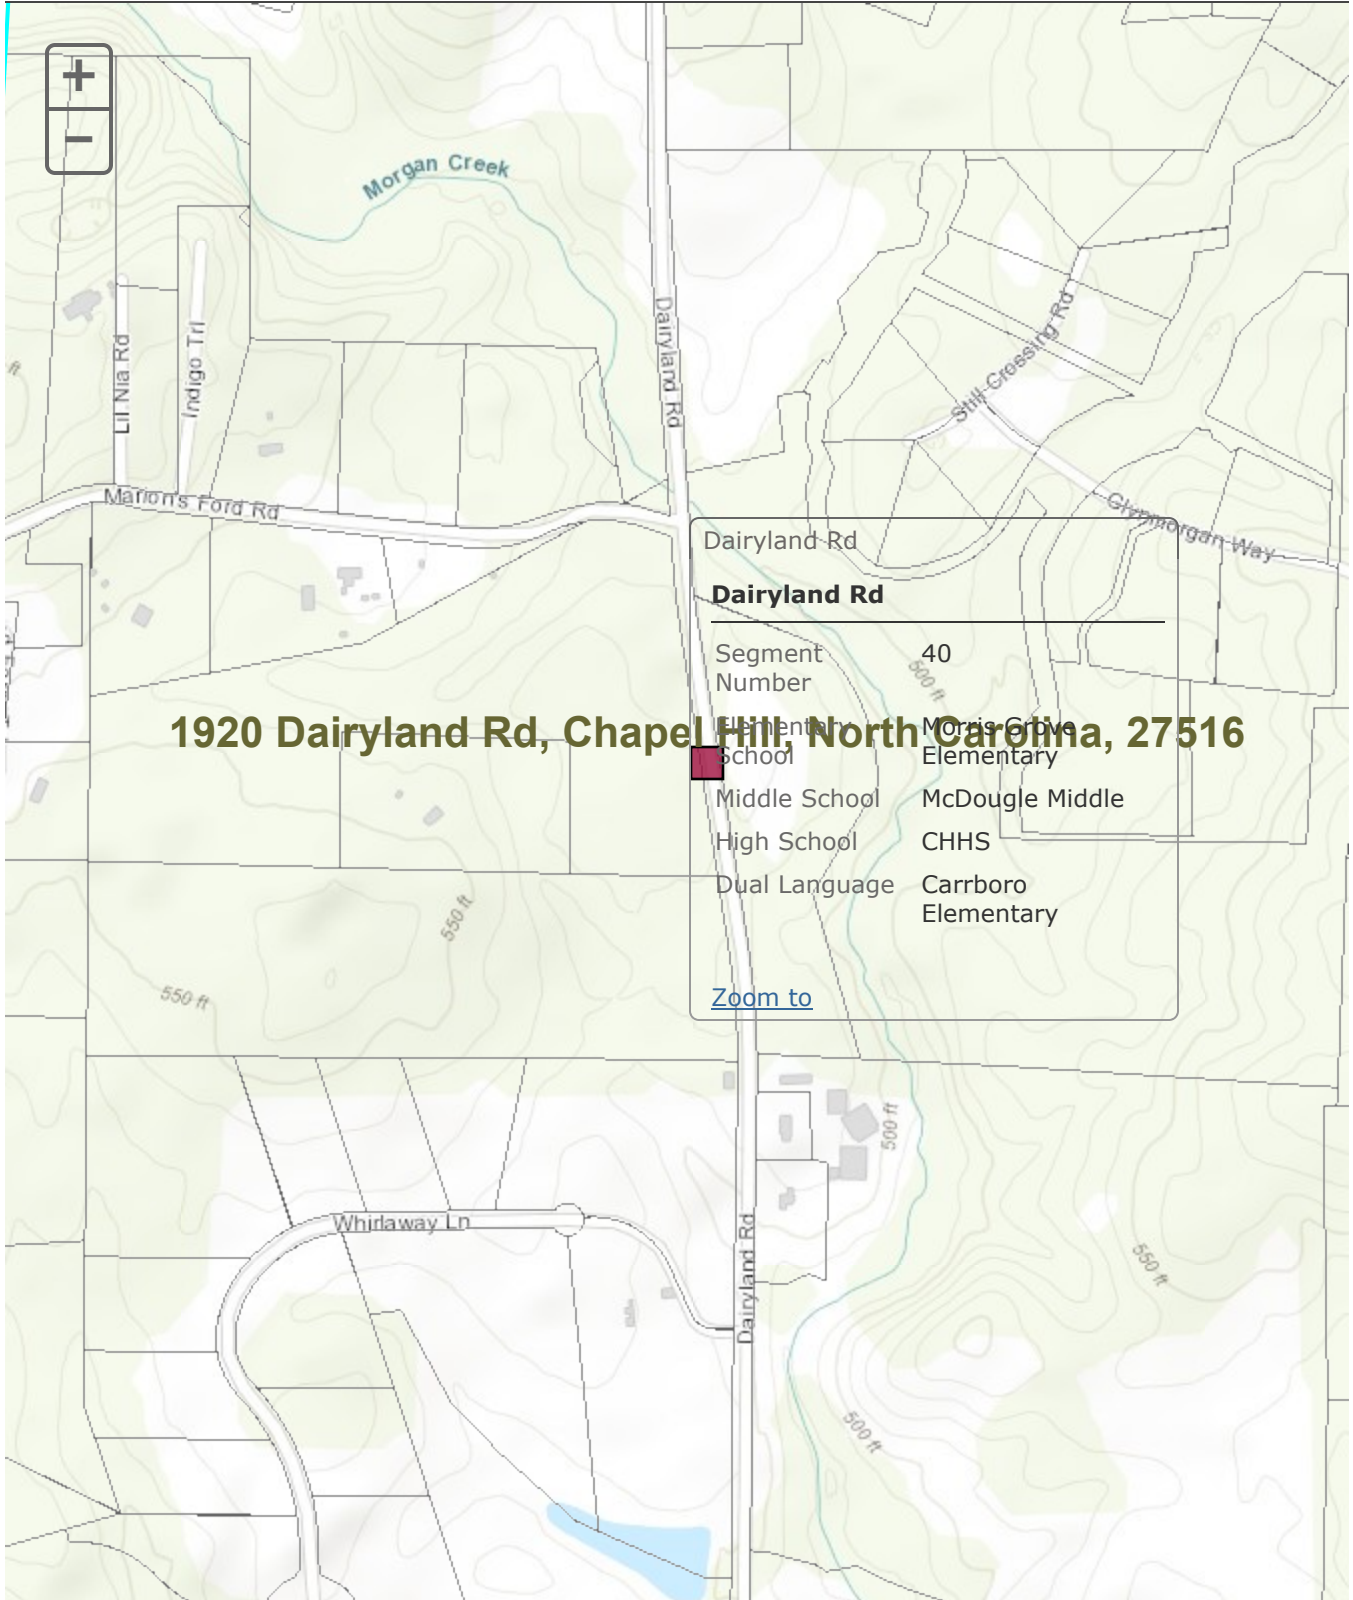 +
−
Morgan Creek
Dairyland Rd
Lil Nia Rd
Indigo Trl
ft
Still Crossing Rd
Marion's Ford Rd
Glynmorgan Way
Dairyland Rd
Dairyland Rd
Segment Number 40
500 ft
1920 Dairyland Rd, Chapel Hill, North Carolina, 27516
Elementary School Morris Grove Elementary
Middle School McDougle Middle
High School CHHS
Dual Language Carrboro Elementary
550 ft
550 ft
Zoom to
500 ft
Whirlaway Ln
Dairyland Rd
550 ft
500 ft